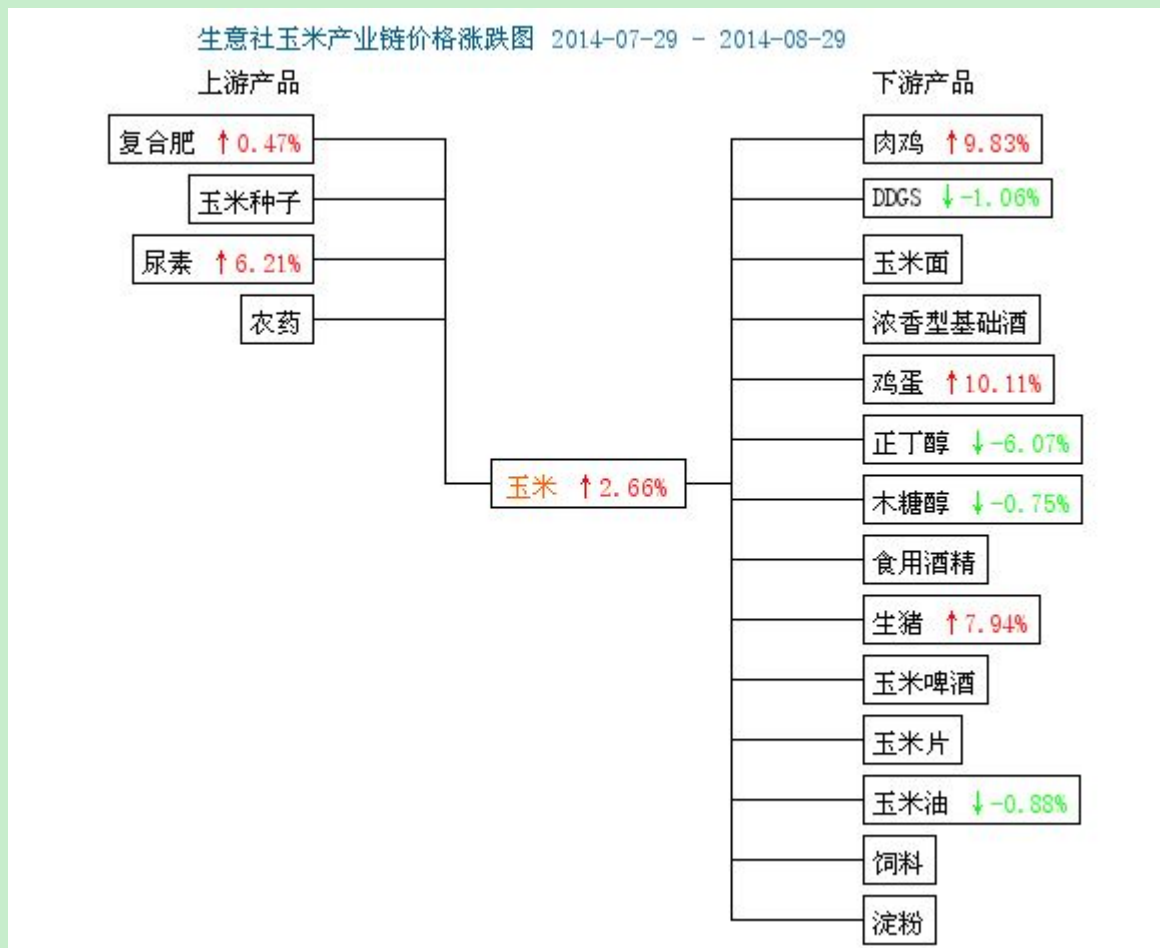 生意社玉米产业链价格涨跌图 2014-07-29 - 2014-08-29
上游产品
复合肥 ↑0.47%
玉米种子
尿素 ↑6.21%
农药
玉米 ↑2.66%
下游产品
肉鸡 ↑9.83%
DDGS ↓-1.06%
玉米面
浓香型基础酒
鸡蛋 ↑10.11%
正丁醇 ↓-6.07%
木糖醇 ↓-0.75%
食用酒精
生猪 ↑7.94%
玉米啤酒
玉米片
玉米油 ↓-0.88%
饲料
淀粉